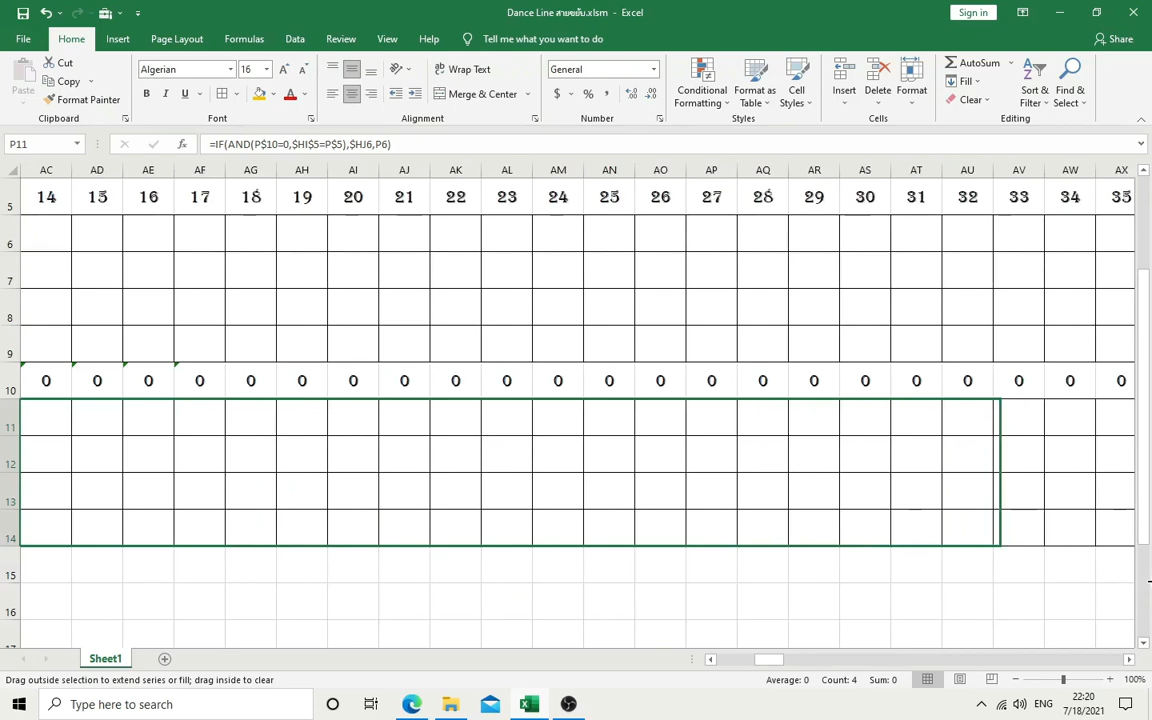 Dance Line สายขยับ.xlsm - Excel
Sign in
File Home Insert Page Layout Formulas Data Review View Help Tell me what you want to do Share
Paste Cut Copy Format Painter Clipboard
Algerian 16 B I U Font
Wrap Text Merge & Center Alignment
General $ % , Number
Conditional Formatting Format as Table Cell Styles Styles
Insert Delete Format Cells
AutoSum Fill Clear Sort & Filter Find & Select Editing
P11 fx =IF(AND(P$10=0,$HI$5=P$5),$HJ6,P6)
AC AD AE AF AG AH AI AJ AK AL AM AN AO AP AQ AR AS AT AU AV AW AX
5 14 15 16 17 18 19 20 21 22 23 24 25 26 27 28 29 30 31 32 33 34 35
6
7
8
9
10 0 0 0 0 0 0 0 0 0 0 0 0 0 0 0 0 0 0 0 0 0 0
11
12
13
14
15
16
Sheet1
Drag outside selection to extend series or fill; drag inside to clear Average: 0 Count: 4 Sum: 0 100%
Type here to search ENG 22:20
7/18/2021